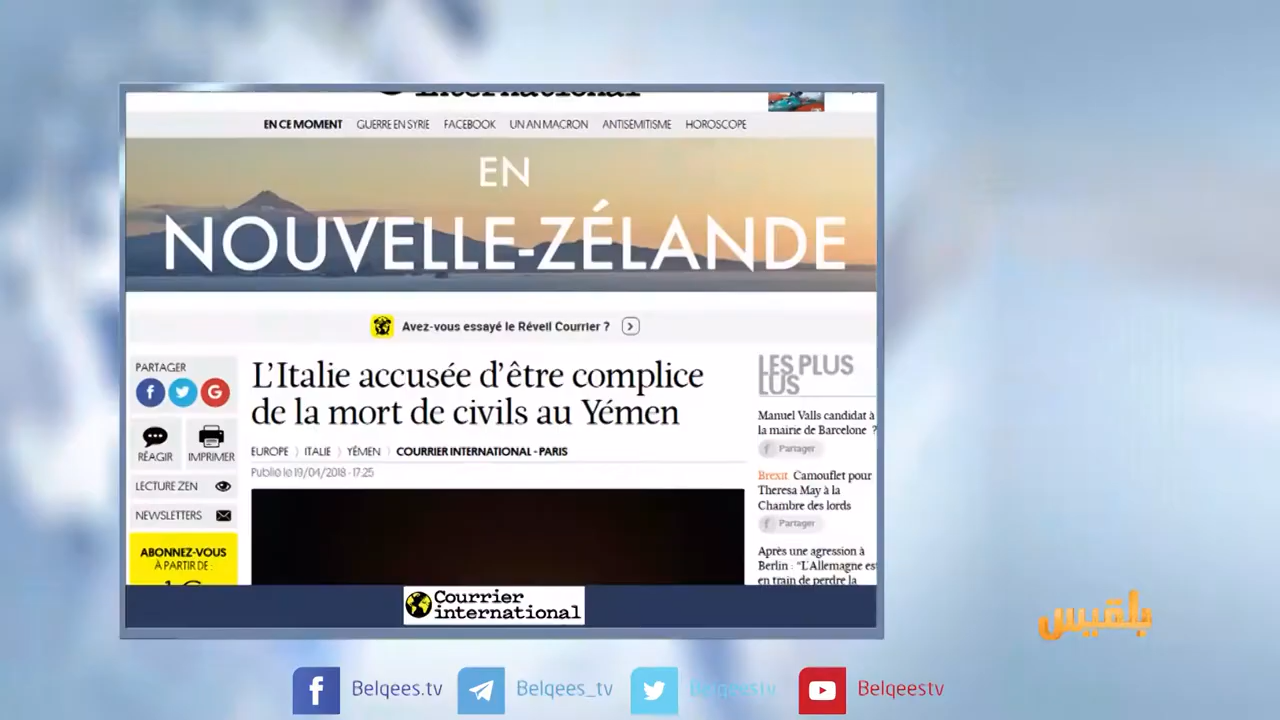 International
EN CE MOMENT GUERRE EN SYRIE FACEBOOK UN AN MACRON ANTISEMITISME HOROSCOPE
EN
NOUVELLE-ZÉLANDE
Avez-vous essayé le Réveil Courrier ?
PARTAGER
RÉAGIR IMPRIMER
LECTURE ZEN
NEWSLETTERS
ABONNEZ-VOUS
À PARTIR DE :
L'Italie accusée d'être complice
de la mort de civils au Yémen
EUROPE ITALIE YÉMEN COURRIER INTERNATIONAL - PARIS
Publié le 19/04/2018 - 17:25
LES PLUS
LUS
Manuel Valls candidat à
la mairie de Barcelone ?
Partager
Brexit Camouflet pour
Theresa May à la
Chambre des lords
Partager
Après une agression à
Berlin : “L'Allemagne est
en train de perdre la
Courrier
international
بلقيس
Belqees.tv Belqees_tv Belqeestv Belqeestv